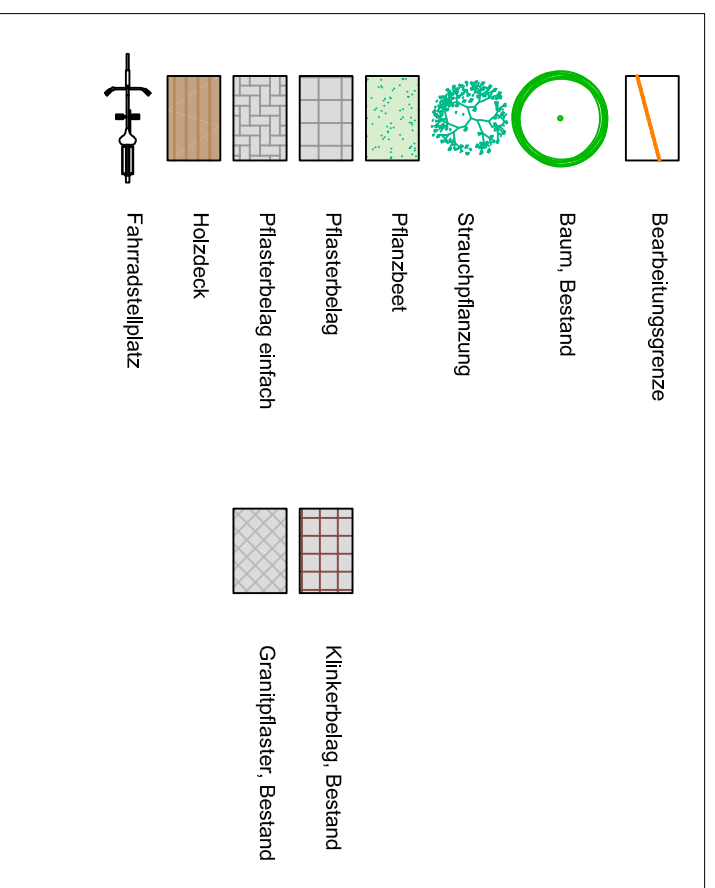 Bearbeitungsgrenze
Baum, Bestand
Strauchpflanzung
Pflanzbeet
Pflasterbelag
Pflasterbelag einfach
Holzdeck
Fahrradstellplatz
Klinkerbelag, Bestand
Granitpflaster, Bestand